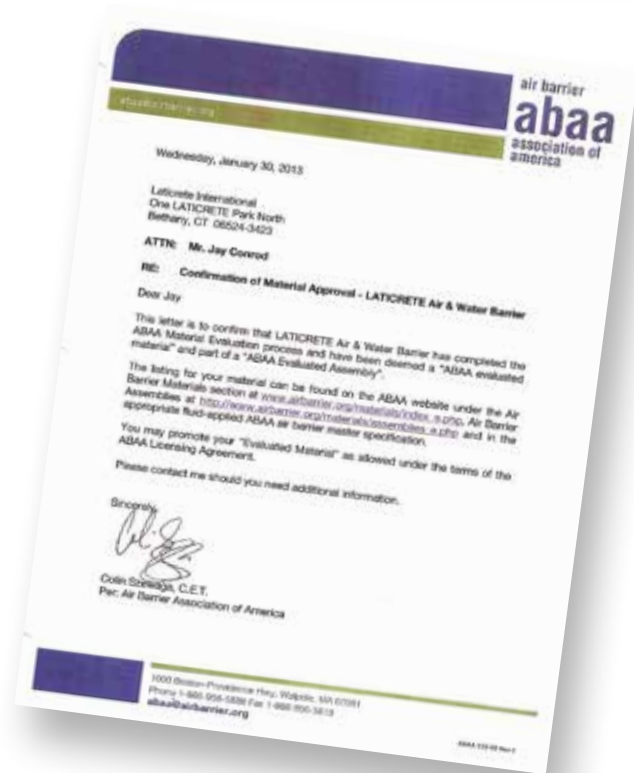 air barrier
abaa
association of
america
Wednesday, January 30, 2013
Laticrete International
One LATICRETE Park North
Bethany, CT 06524-3423
ATTN: Mr. Jay Conrod
RE: Confirmation of Material Approval - LATICRETE Air & Water Barrier
Dear Jay
This letter is to confirm that LATICRETE Air & Water Barrier has completed the
ABAA Material Evaluation process and have been deemed a "ABAA evaluated
material" and part of a "ABAA Evaluated Assembly".
The listing for your material can be found on the ABAA website under the Air
Barrier Materials section at www.airbarrier.org/materials/index_e.php, Air Barrier
Assemblies at http://www.airbarrier.org/materials/assemblies_e.php and in the
appropriate fluid-applied ABAA air barrier master specification.
You may promote your "Evaluated Material" as allowed under the terms of the
ABAA Licensing Agreement.
Please contact me should you need additional information.
Sincerely,
Colin C.E.T.
Per: Air Barrier Association of America
1000 Boston-Providence Hwy. Walpole, MA
Phone Fax
abaa@airbarrier.org